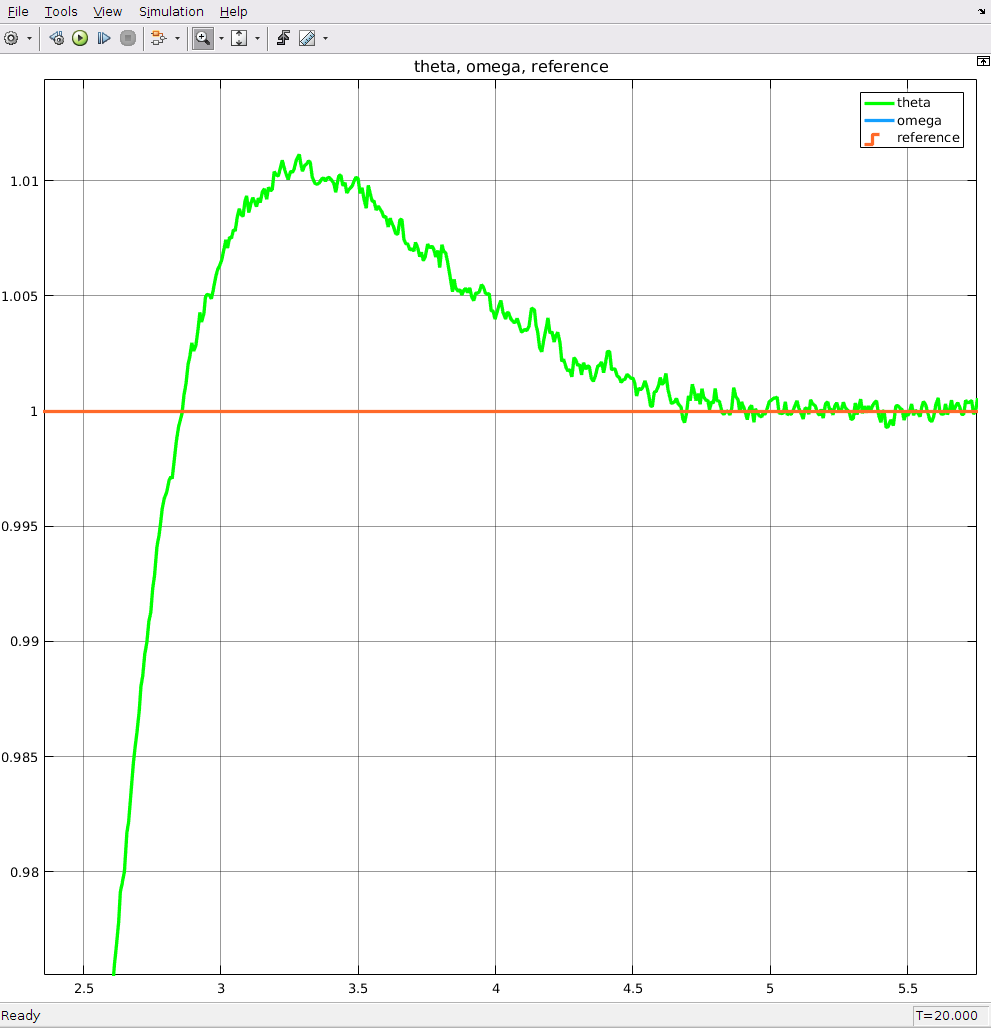 File Tools View Simulation Help
theta, omega, reference
theta
omega
reference
1.01
1.005
1
0.995
0.99
0.985
0.98
2.5 3 3.5 4 4.5 5 5.5
Ready T=20.000